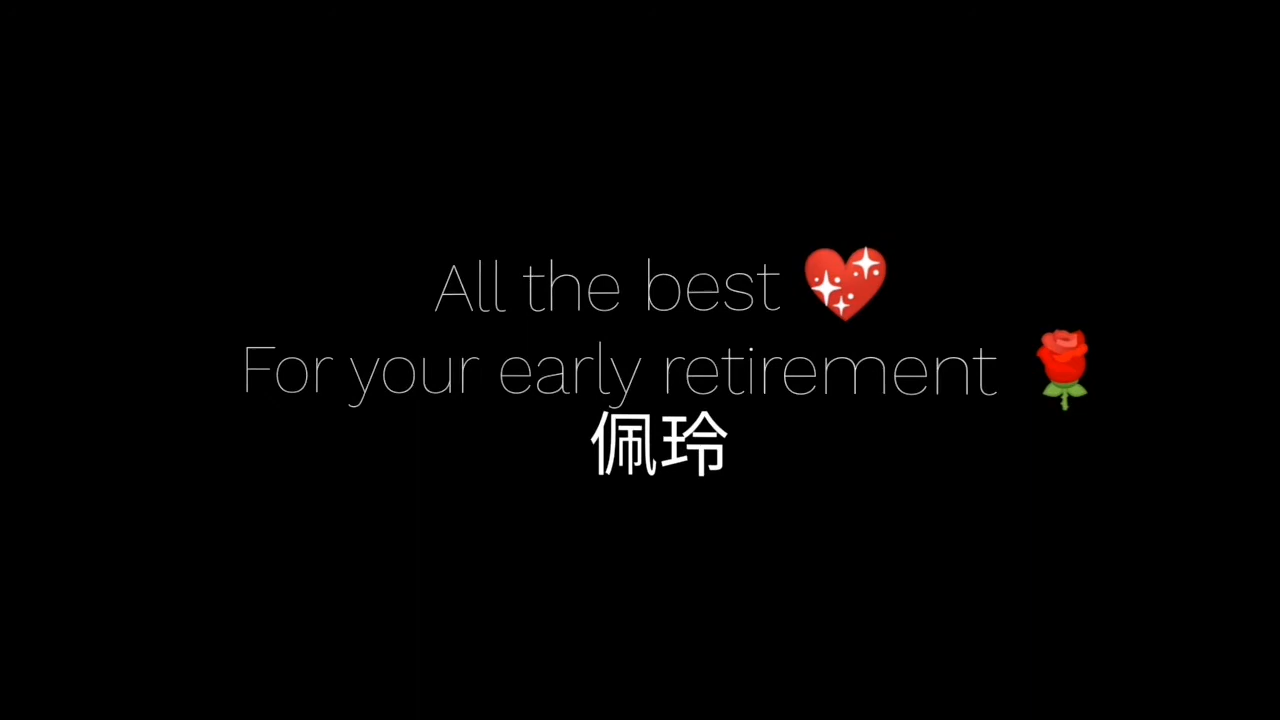 All the best 💖
For your early retirement 🌹
佩玲